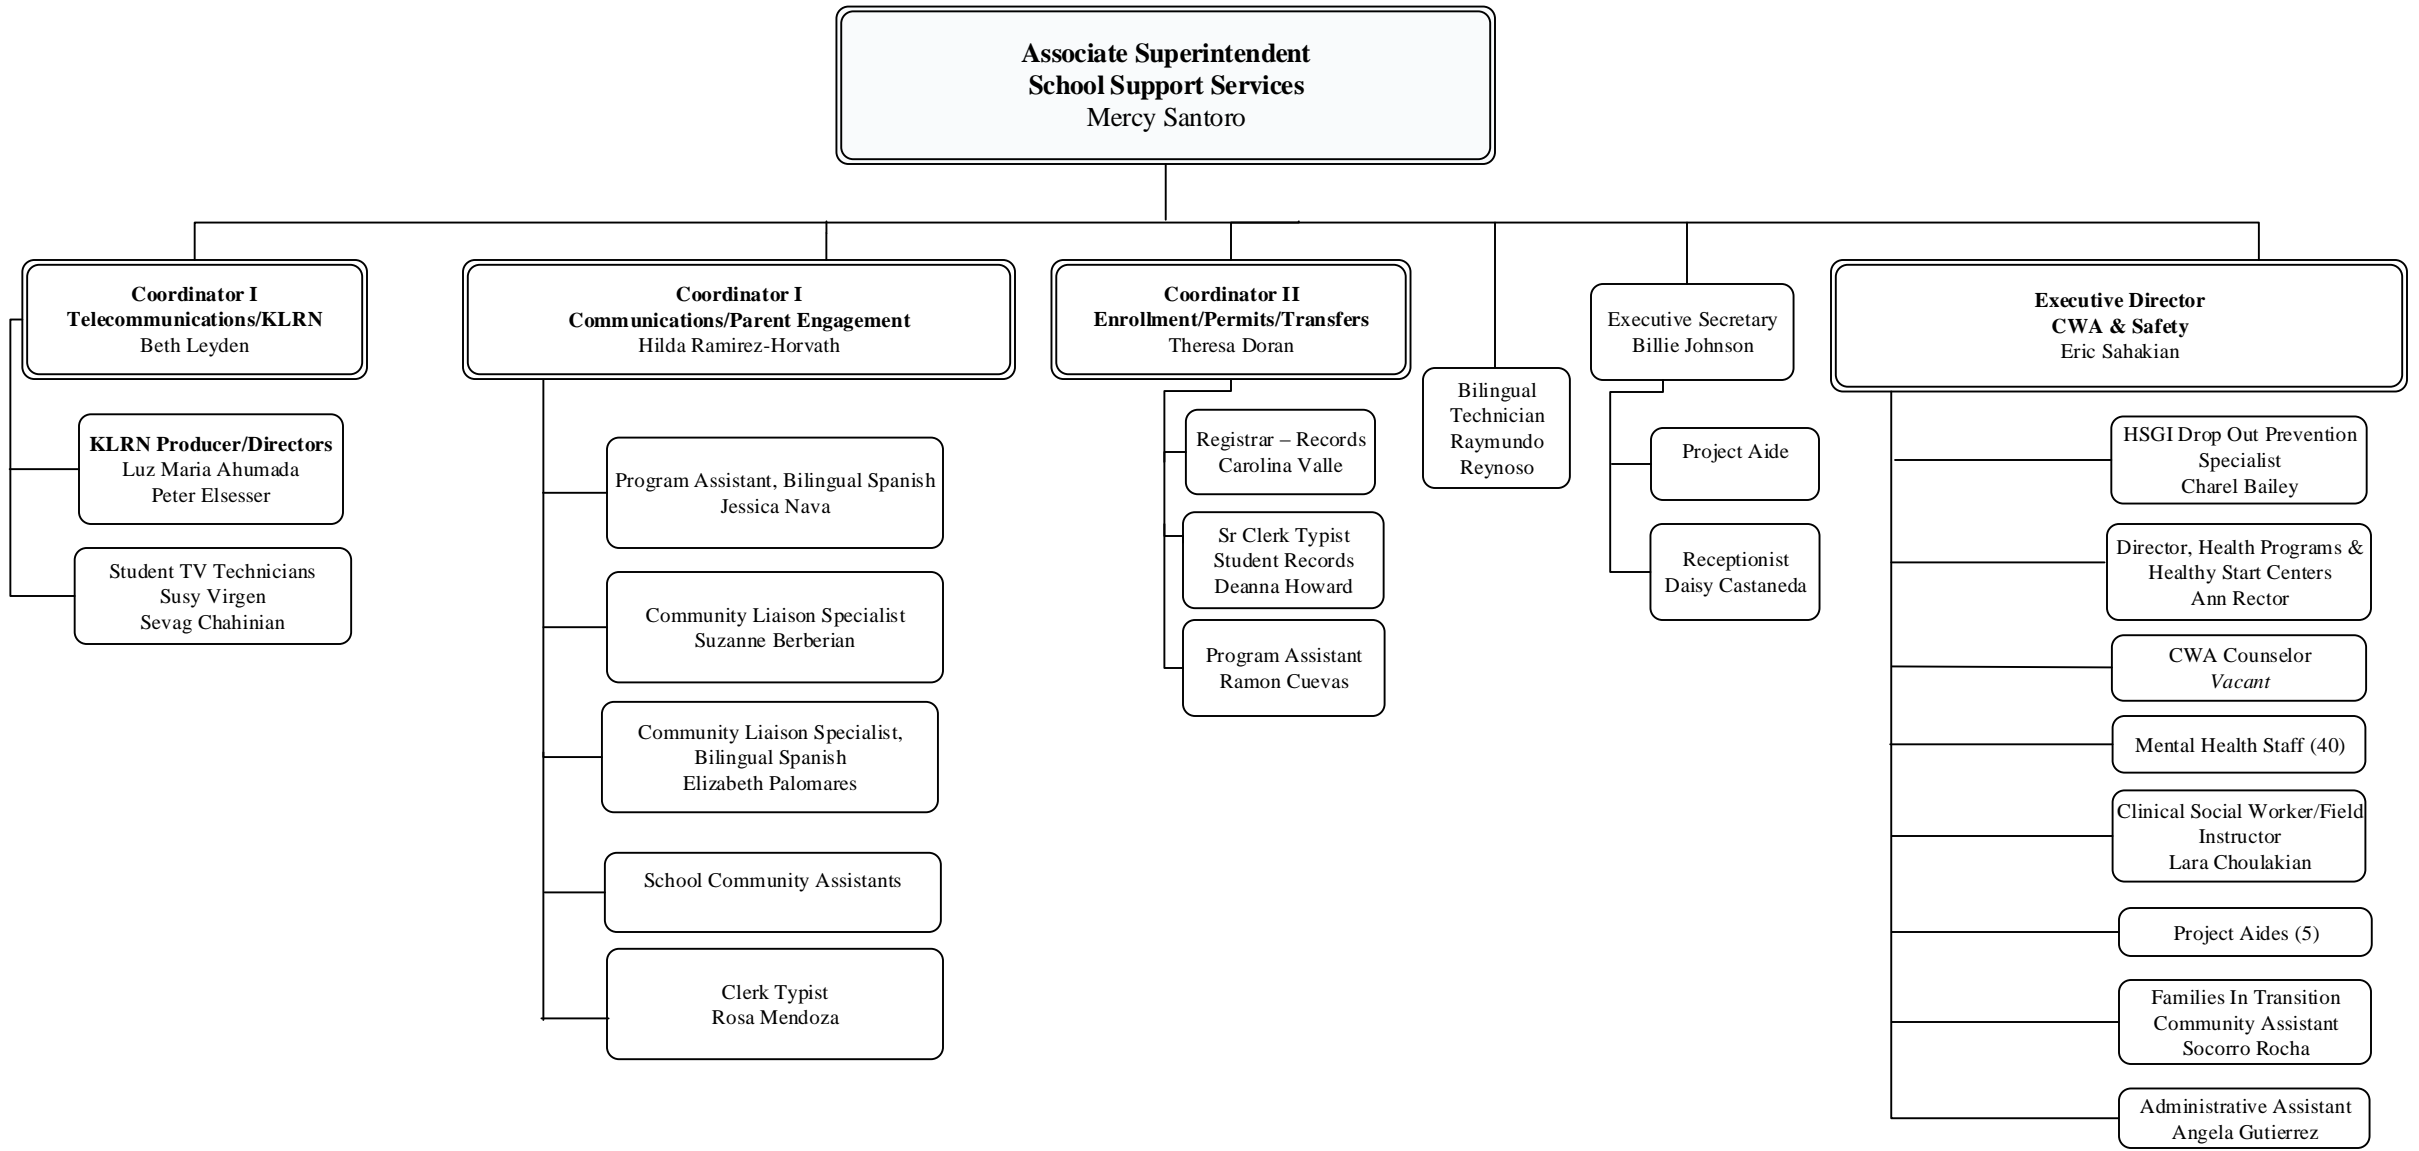 Associate Superintendent
School Support Services
Mercy Santoro
Coordinator I
Telecommunications/KLRN
Beth Leyden
KLRN Producer/Directors
Luz Maria Ahumada
Peter Elsesser
Student TV Technicians
Susy Virgen
Sevag Chahinian
Coordinator I
Communications/Parent Engagement
Hilda Ramirez-Horvath
Program Assistant, Bilingual Spanish
Jessica Nava
Community Liaison Specialist
Suzanne Berberian
Community Liaison Specialist,
Bilingual Spanish
Elizabeth Palomares
School Community Assistants
Clerk Typist
Rosa Mendoza
Coordinator II
Enrollment/Permits/Transfers
Theresa Doran
Registrar – Records
Carolina Valle
Sr Clerk Typist
Student Records
Deanna Howard
Program Assistant
Ramon Cuevas
Bilingual
Technician
Raymundo
Reynoso
Executive Secretary
Billie Johnson
Project Aide
Receptionist
Daisy Castaneda
Executive Director
CWA & Safety
Eric Sahakian
HSGI Drop Out Prevention
Specialist
Charel Bailey
Director, Health Programs &
Healthy Start Centers
Ann Rector
CWA Counselor
Vacant
Mental Health Staff (40)
Clinical Social Worker/Field
Instructor
Lara Choulakian
Project Aides (5)
Families In Transition
Community Assistant
Socorro Rocha
Administrative Assistant
Angela Gutierrez